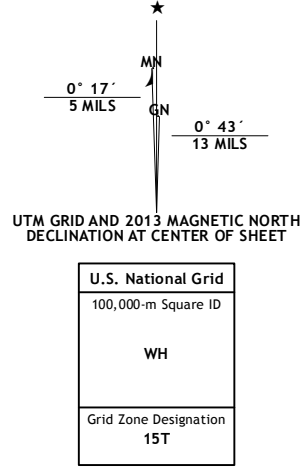 ★
MN
0° 17´
5 MILS
GN
0° 43´
13 MILS
UTM GRID AND 2013 MAGNETIC NORTH
DECLINATION AT CENTER OF SHEET
U.S. National Grid
100,000-m Square ID
WH
Grid Zone Designation
15T